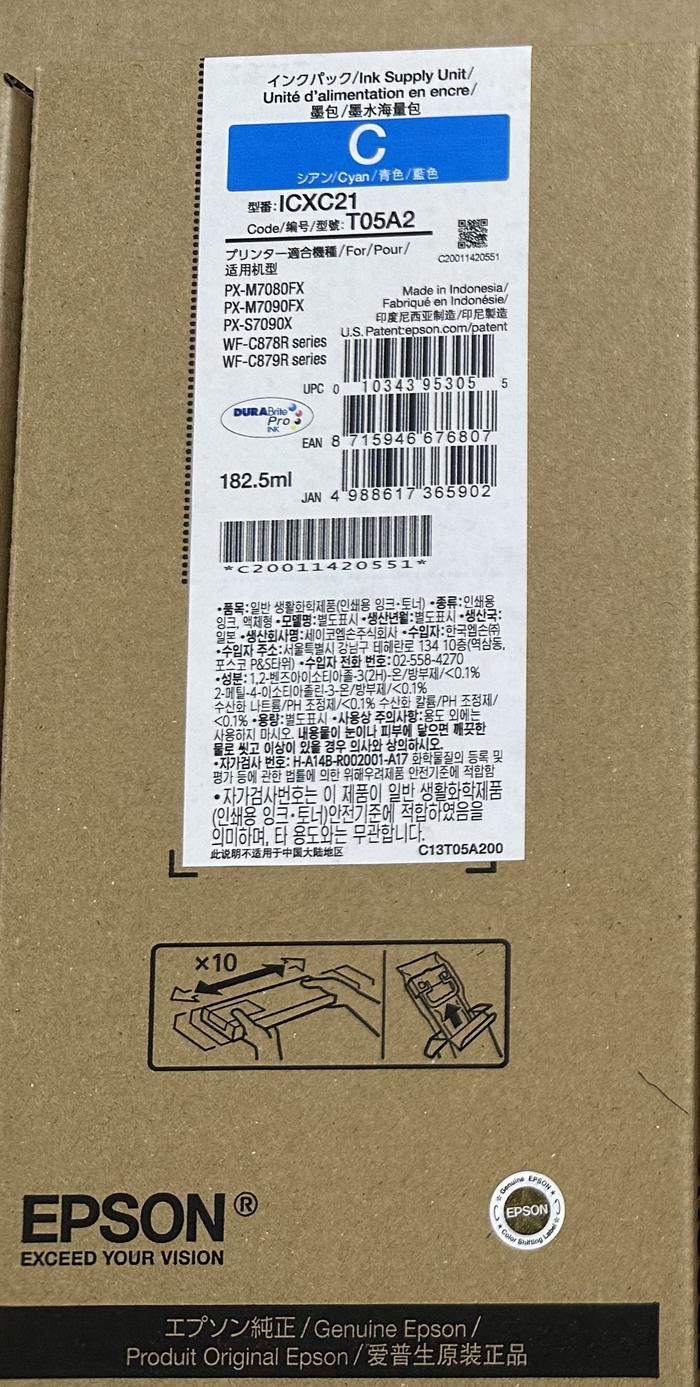 インクパック/Ink Supply Unit/
Unité d'alimentation en encre/
墨包/墨水海量包
C
シアン/Cyan/青色/藍色
型番:ICXC21
Code/编号/型號:T05A2
C20011420551
プリンター適合機種/For/Pour/
适用机型
PX-M7080FX
PX-M7090FX
PX-S7090X
WF-C878R series
WF-C879R series
Made in Indonesia/
Fabriqué en Indonésie/
印度尼西亚制造/印尼製造
U.S. Patent:epson.com/patent
UPC 0 10343 95305 5
DURABrite
Pro
INK
EAN 8 715946 676807
182.5ml
JAN 4 988617 365902
*C20011420551*
•품목:일반 생활화학제품(인쇄용 잉크·토너) •종류:인쇄용
잉크, 액체형 •모델명:별도표시 •생산년월:별도표시 •생산국:
일본 •생산회사명:세이코엡손주식회사 •수입자:한국엡손㈜
•수입자 주소:서울특별시 강남구 테헤란로 134 10층(역삼동,
포스코 P&S타워) •수입자 전화 번호:02-558-4270
•성분:1,2-벤즈아이소티아졸-3(2H)-온/방부제/<0.1%
2-메틸-4-이소티아졸린-3-온/방부제/<0.1%
수산화 나트륨/PH 조정제/<0.1% 수산화 칼륨/PH 조정제/
<0.1% •용량:별도표시 •사용상 주의사항:용도 외에는
사용하지 마시오. 내용물이 눈이나 피부에 닿으면 깨끗한
물로 씻고 이상이 있을 경우 의사와 상의하시오.
•자가검사 번호: H-A14B-R002001-A17 화학물질의 등록 및
평가 등에 관한 법률에 의한 위해우려제품 안전기준에 적합함
•자가검사번호는 이 제품이 일반 생활화학제품
(인쇄용 잉크·토너)안전기준에 적합하였음을
의미하며, 타 용도와는 무관합니다.
此说明不适用于中国大陆地区
C13T05A200
×10
EPSON®
EXCEED YOUR VISION
Genuine EPSON
EPSON
Color Shifting Label
エプソン純正/Genuine Epson/
Produit Original Epson/爱普生原装正品